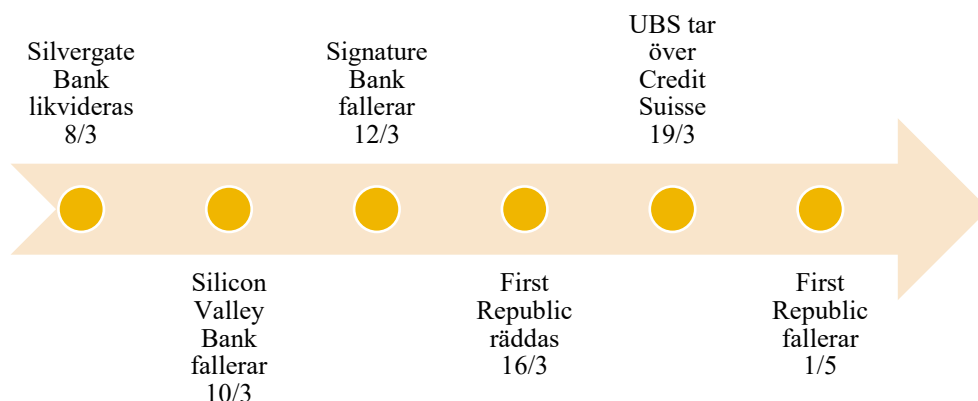 Silvergate
Bank
likvideras
8/3
Silicon
Valley
Bank
fallerar
10/3
Signature
Bank
fallerar
12/3
First
Republic
räddas
16/3
UBS tar
över
Credit
Suisse
19/3
First
Republic
fallerar
1/5